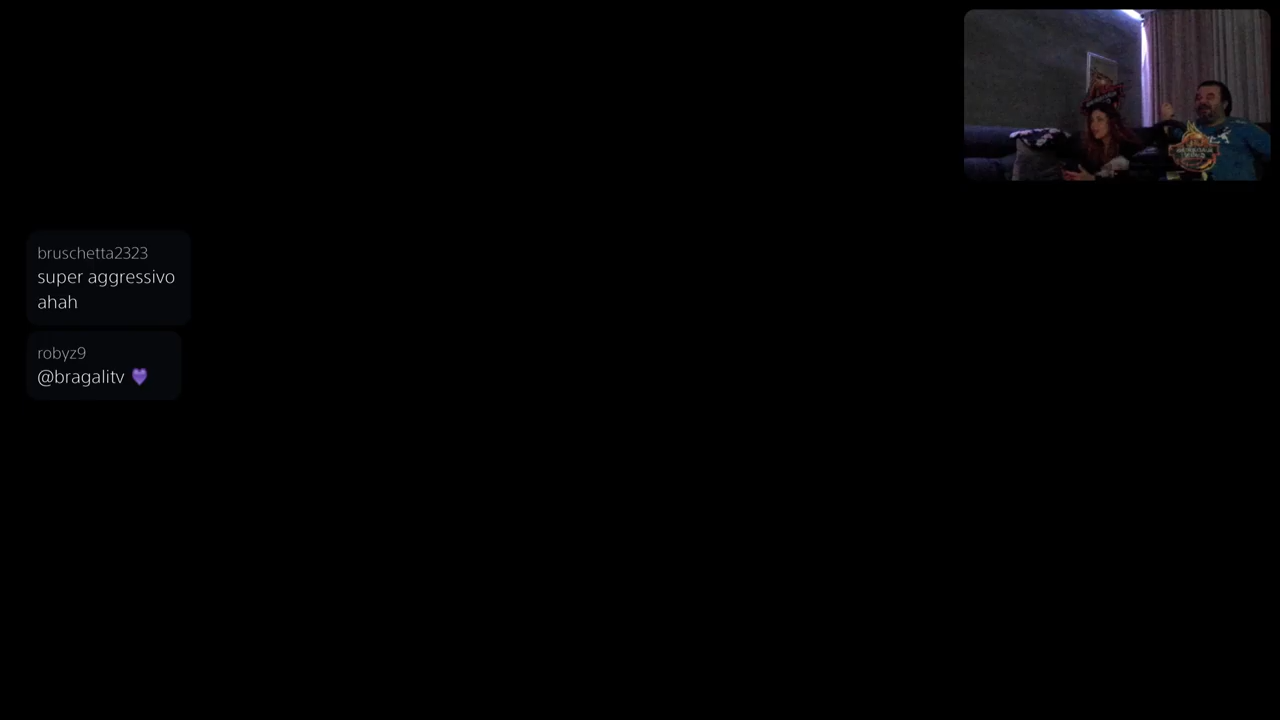 bruschetta2323
super aggressivo
ahah
robyz9
@bragalitv 💜